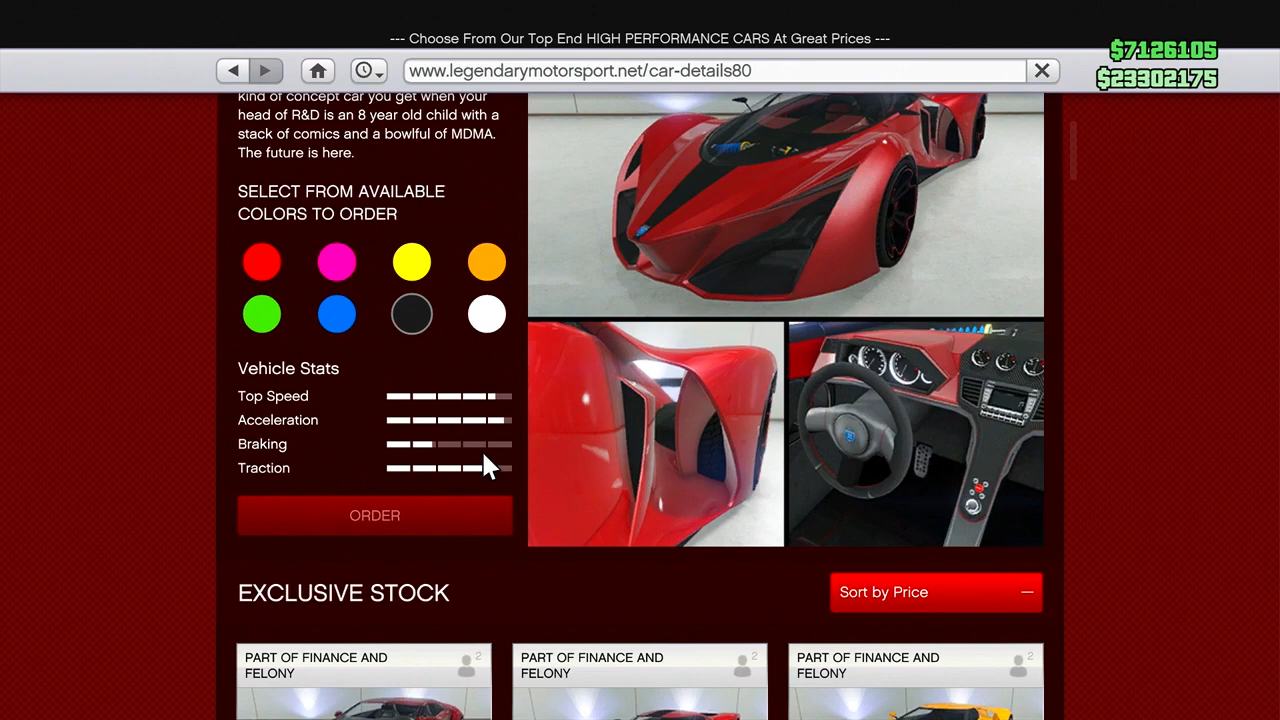 --- Choose From Our Top End HIGH PERFORMANCE CARS At Great Prices ---
$7126105
www.legendarymotorsport.net/car-details80
$23302175
kind of concept car you get when your
head of R&D is an 8 year old child with a
stack of comics and a bowlful of MDMA.
The future is here.
SELECT FROM AVAILABLE
COLORS TO ORDER
Vehicle Stats
Top Speed
Acceleration
Braking
Traction
ORDER
EXCLUSIVE STOCK
Sort by Price
PART OF FINANCE AND
FELONY
2
PART OF FINANCE AND
FELONY
2
PART OF FINANCE AND
FELONY
2